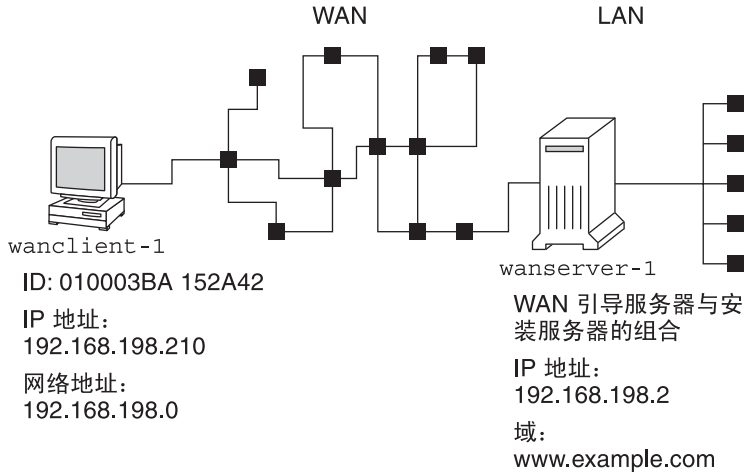 WAN
LAN
wanclient-1
ID: 010003BA 152A42
IP 地址：
192.168.198.210
网络地址：
192.168.198.0
wanserver-1
WAN 引导服务器与安
装服务器的组合
IP 地址：
192.168.198.2
域：
www.example.com